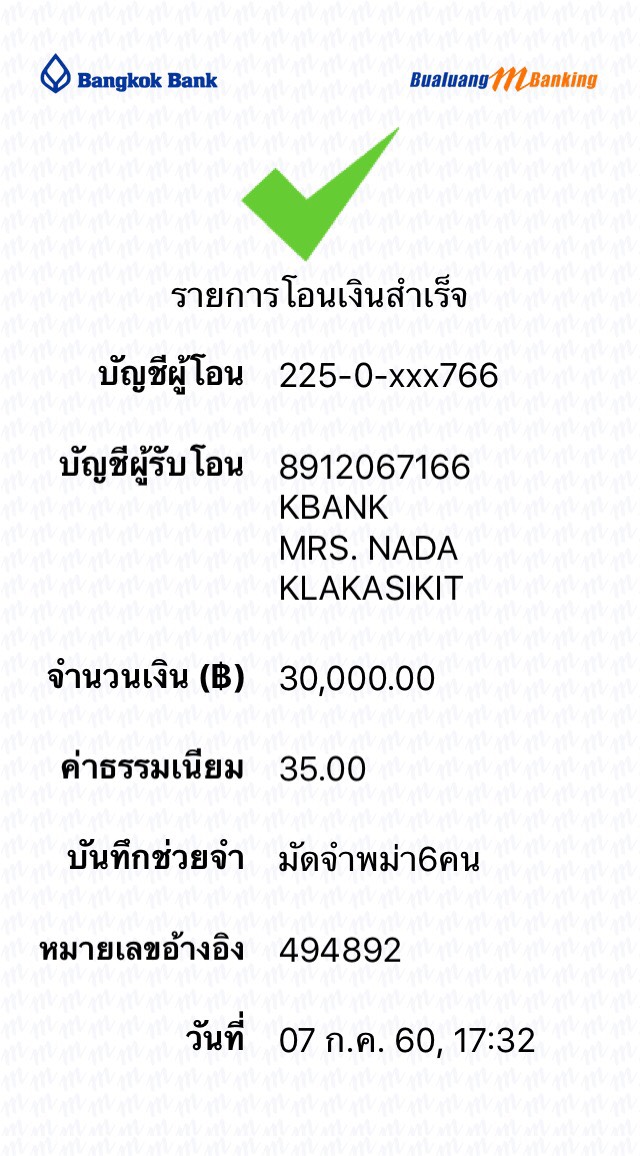 Bangkok Bank
Bualuang mBanking
รายการโอนเงินสำเร็จ
บัญชีผู้โอน 225-0-xxx766
บัญชีผู้รับโอน 8912067166
KBANK
MRS. NADA
KLAKASIKIT
จำนวนเงิน (฿) 30,000.00
ค่าธรรมเนียม 35.00
บันทึกช่วยจำ มัดจำพม่า6คน
หมายเลขอ้างอิง 494892
วันที่ 07 ก.ค. 60, 17:32